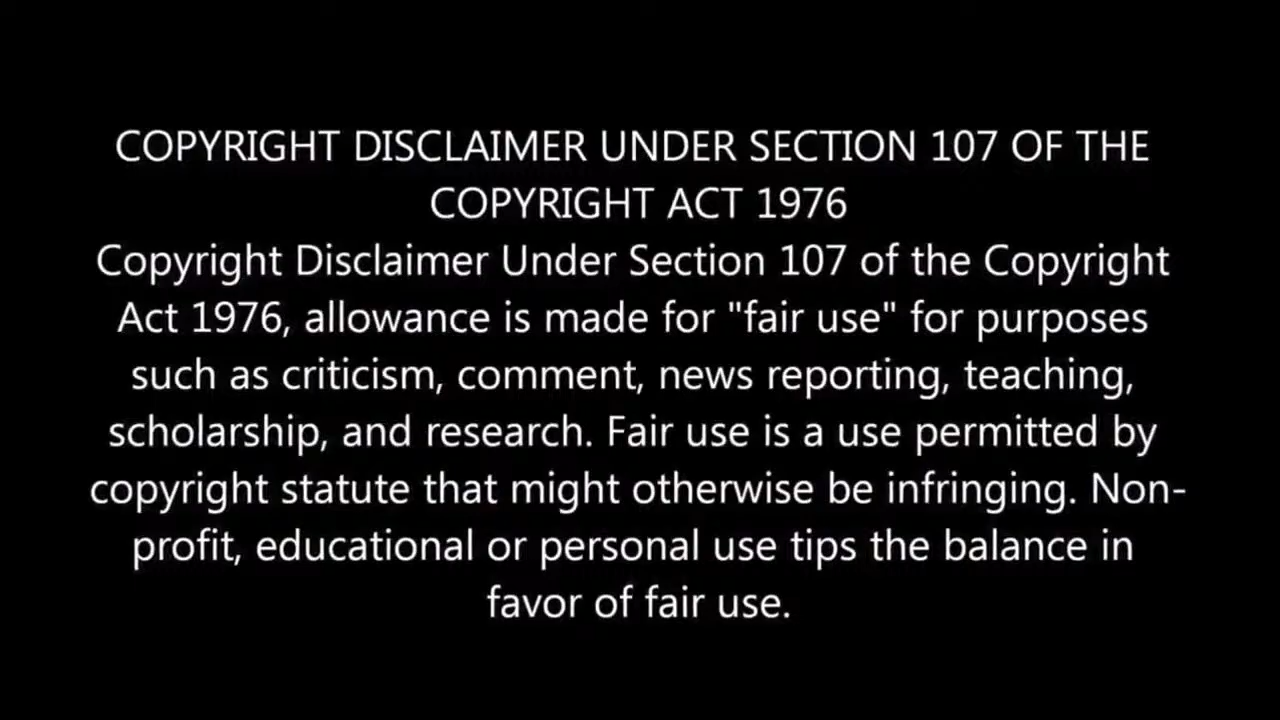 COPYRIGHT DISCLAIMER UNDER SECTION 107 OF THE
COPYRIGHT ACT 1976
Copyright Disclaimer Under Section 107 of the Copyright
Act 1976, allowance is made for "fair use" for purposes
such as criticism, comment, news reporting, teaching,
scholarship, and research. Fair use is a use permitted by
copyright statute that might otherwise be infringing. Non-
profit, educational or personal use tips the balance in
favor of fair use.